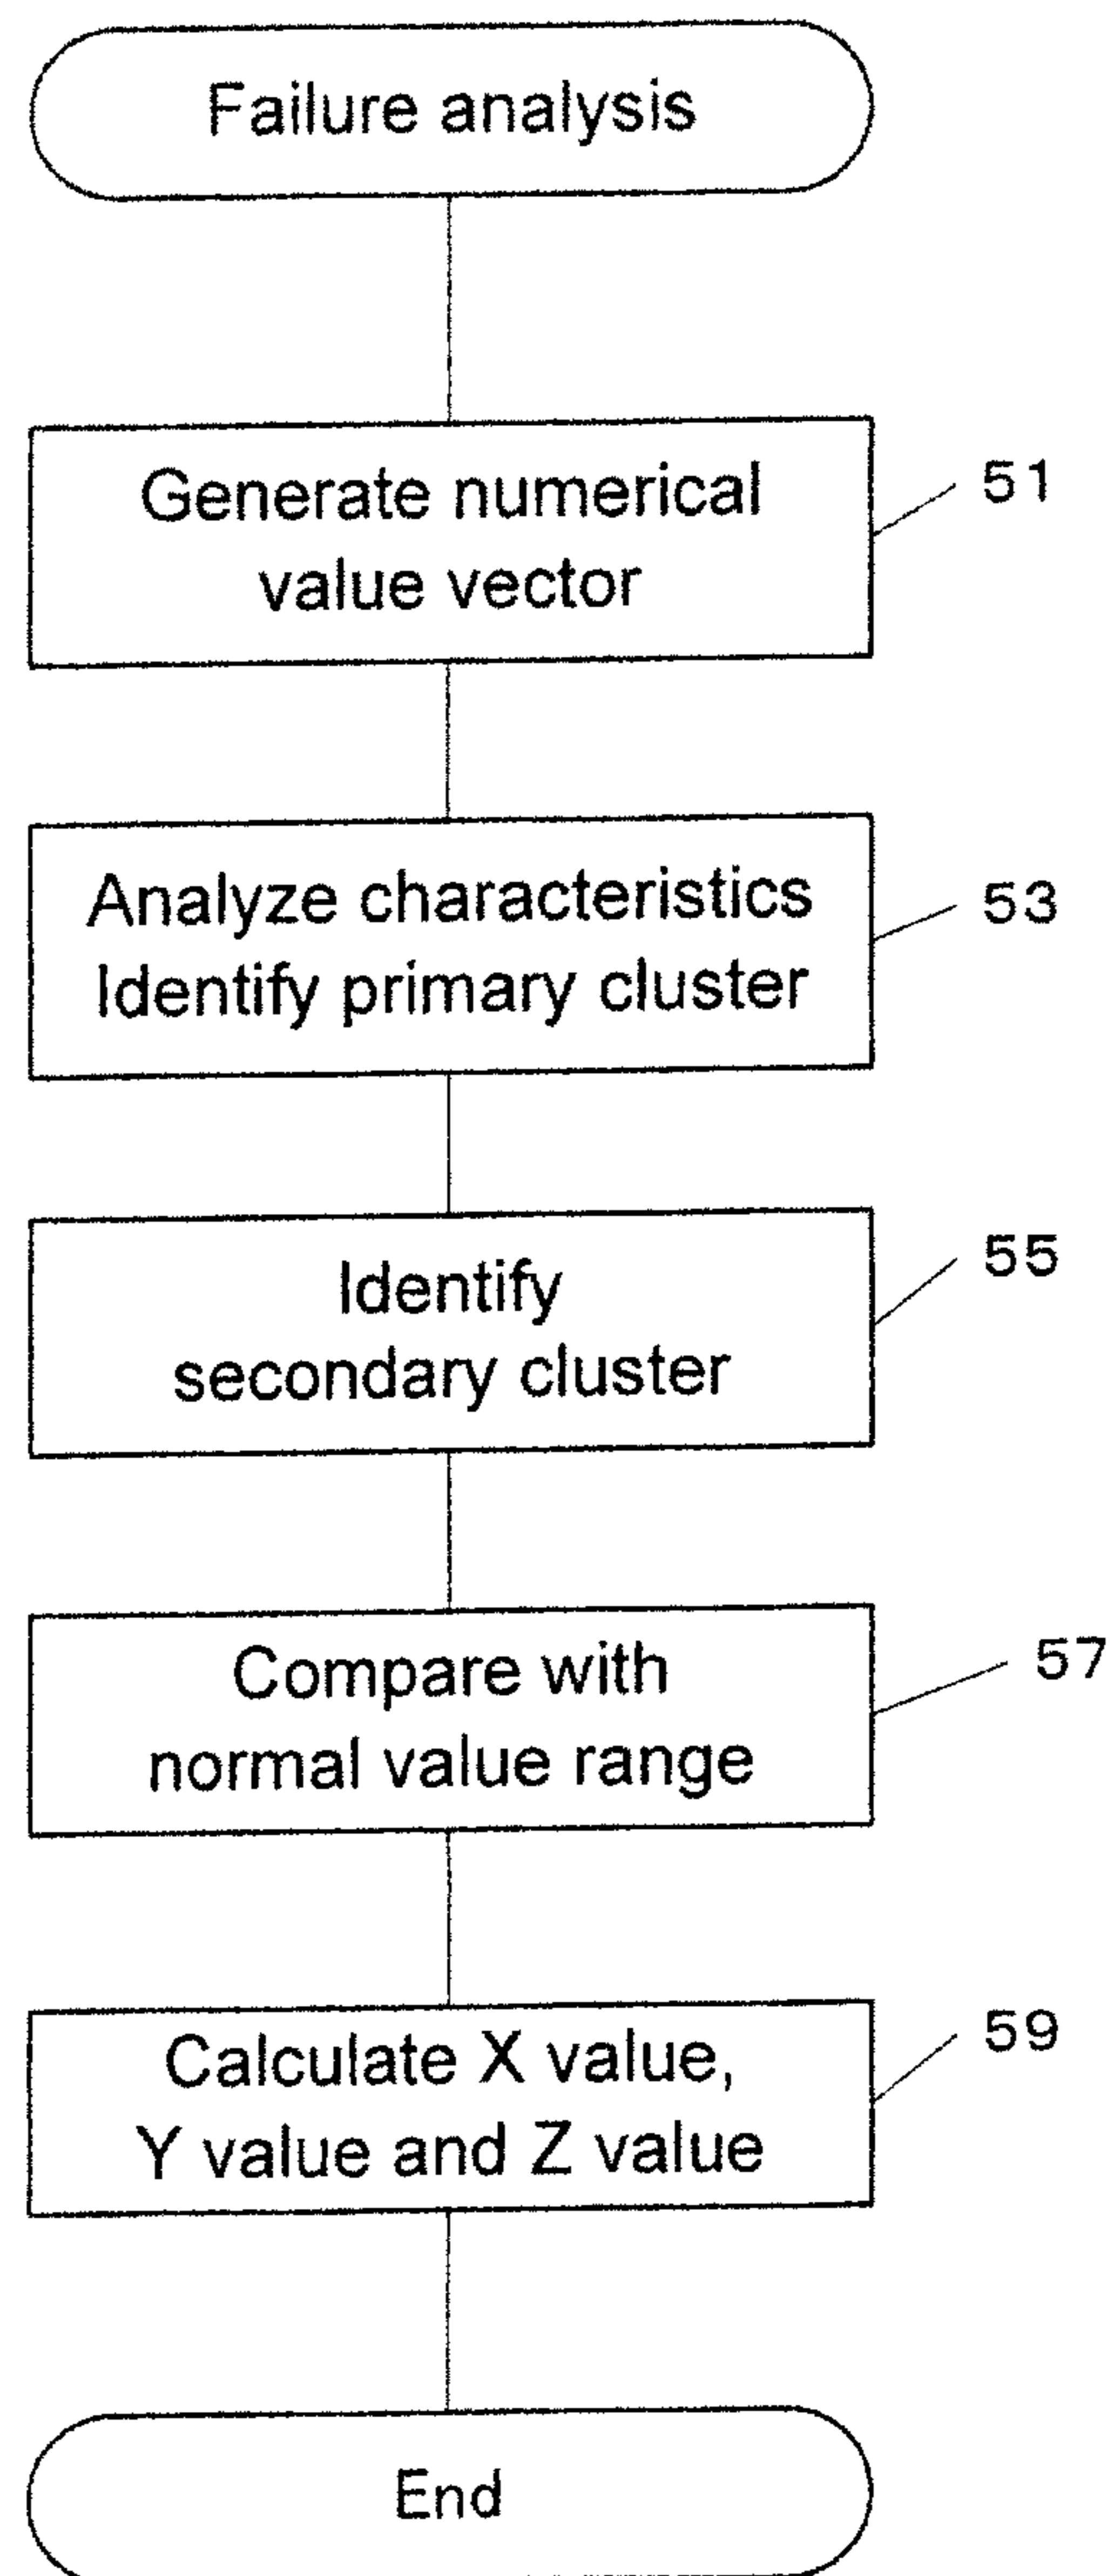 Failure analysis
Generate numerical
value vector
51
Analyze characteristics
Identify primary cluster
53
Identify
secondary cluster
55
Compare with
normal value range
57
Calculate X value,
Y value and Z value
59
End